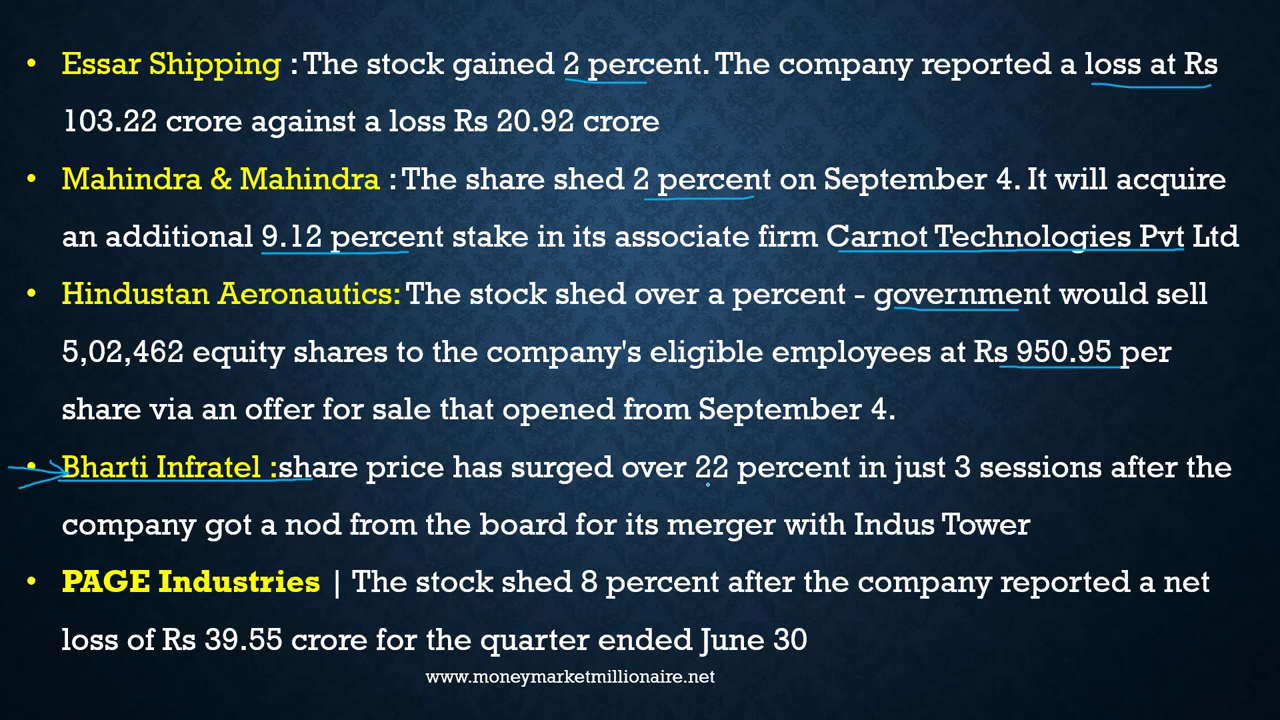 • Essar Shipping : The stock gained 2 percent. The company reported a loss at Rs
103.22 crore against a loss Rs 20.92 crore
• Mahindra & Mahindra : The share shed 2 percent on September 4. It will acquire
an additional 9.12 percent stake in its associate firm Carnot Technologies Pvt Ltd
• Hindustan Aeronautics: The stock shed over a percent - government would sell
5,02,462 equity shares to the company's eligible employees at Rs 950.95 per
share via an offer for sale that opened from September 4.
• Bharti Infratel :share price has surged over 22 percent in just 3 sessions after the
company got a nod from the board for its merger with Indus Tower
• PAGE Industries | The stock shed 8 percent after the company reported a net
loss of Rs 39.55 crore for the quarter ended June 30
www.moneymarketmillionaire.net